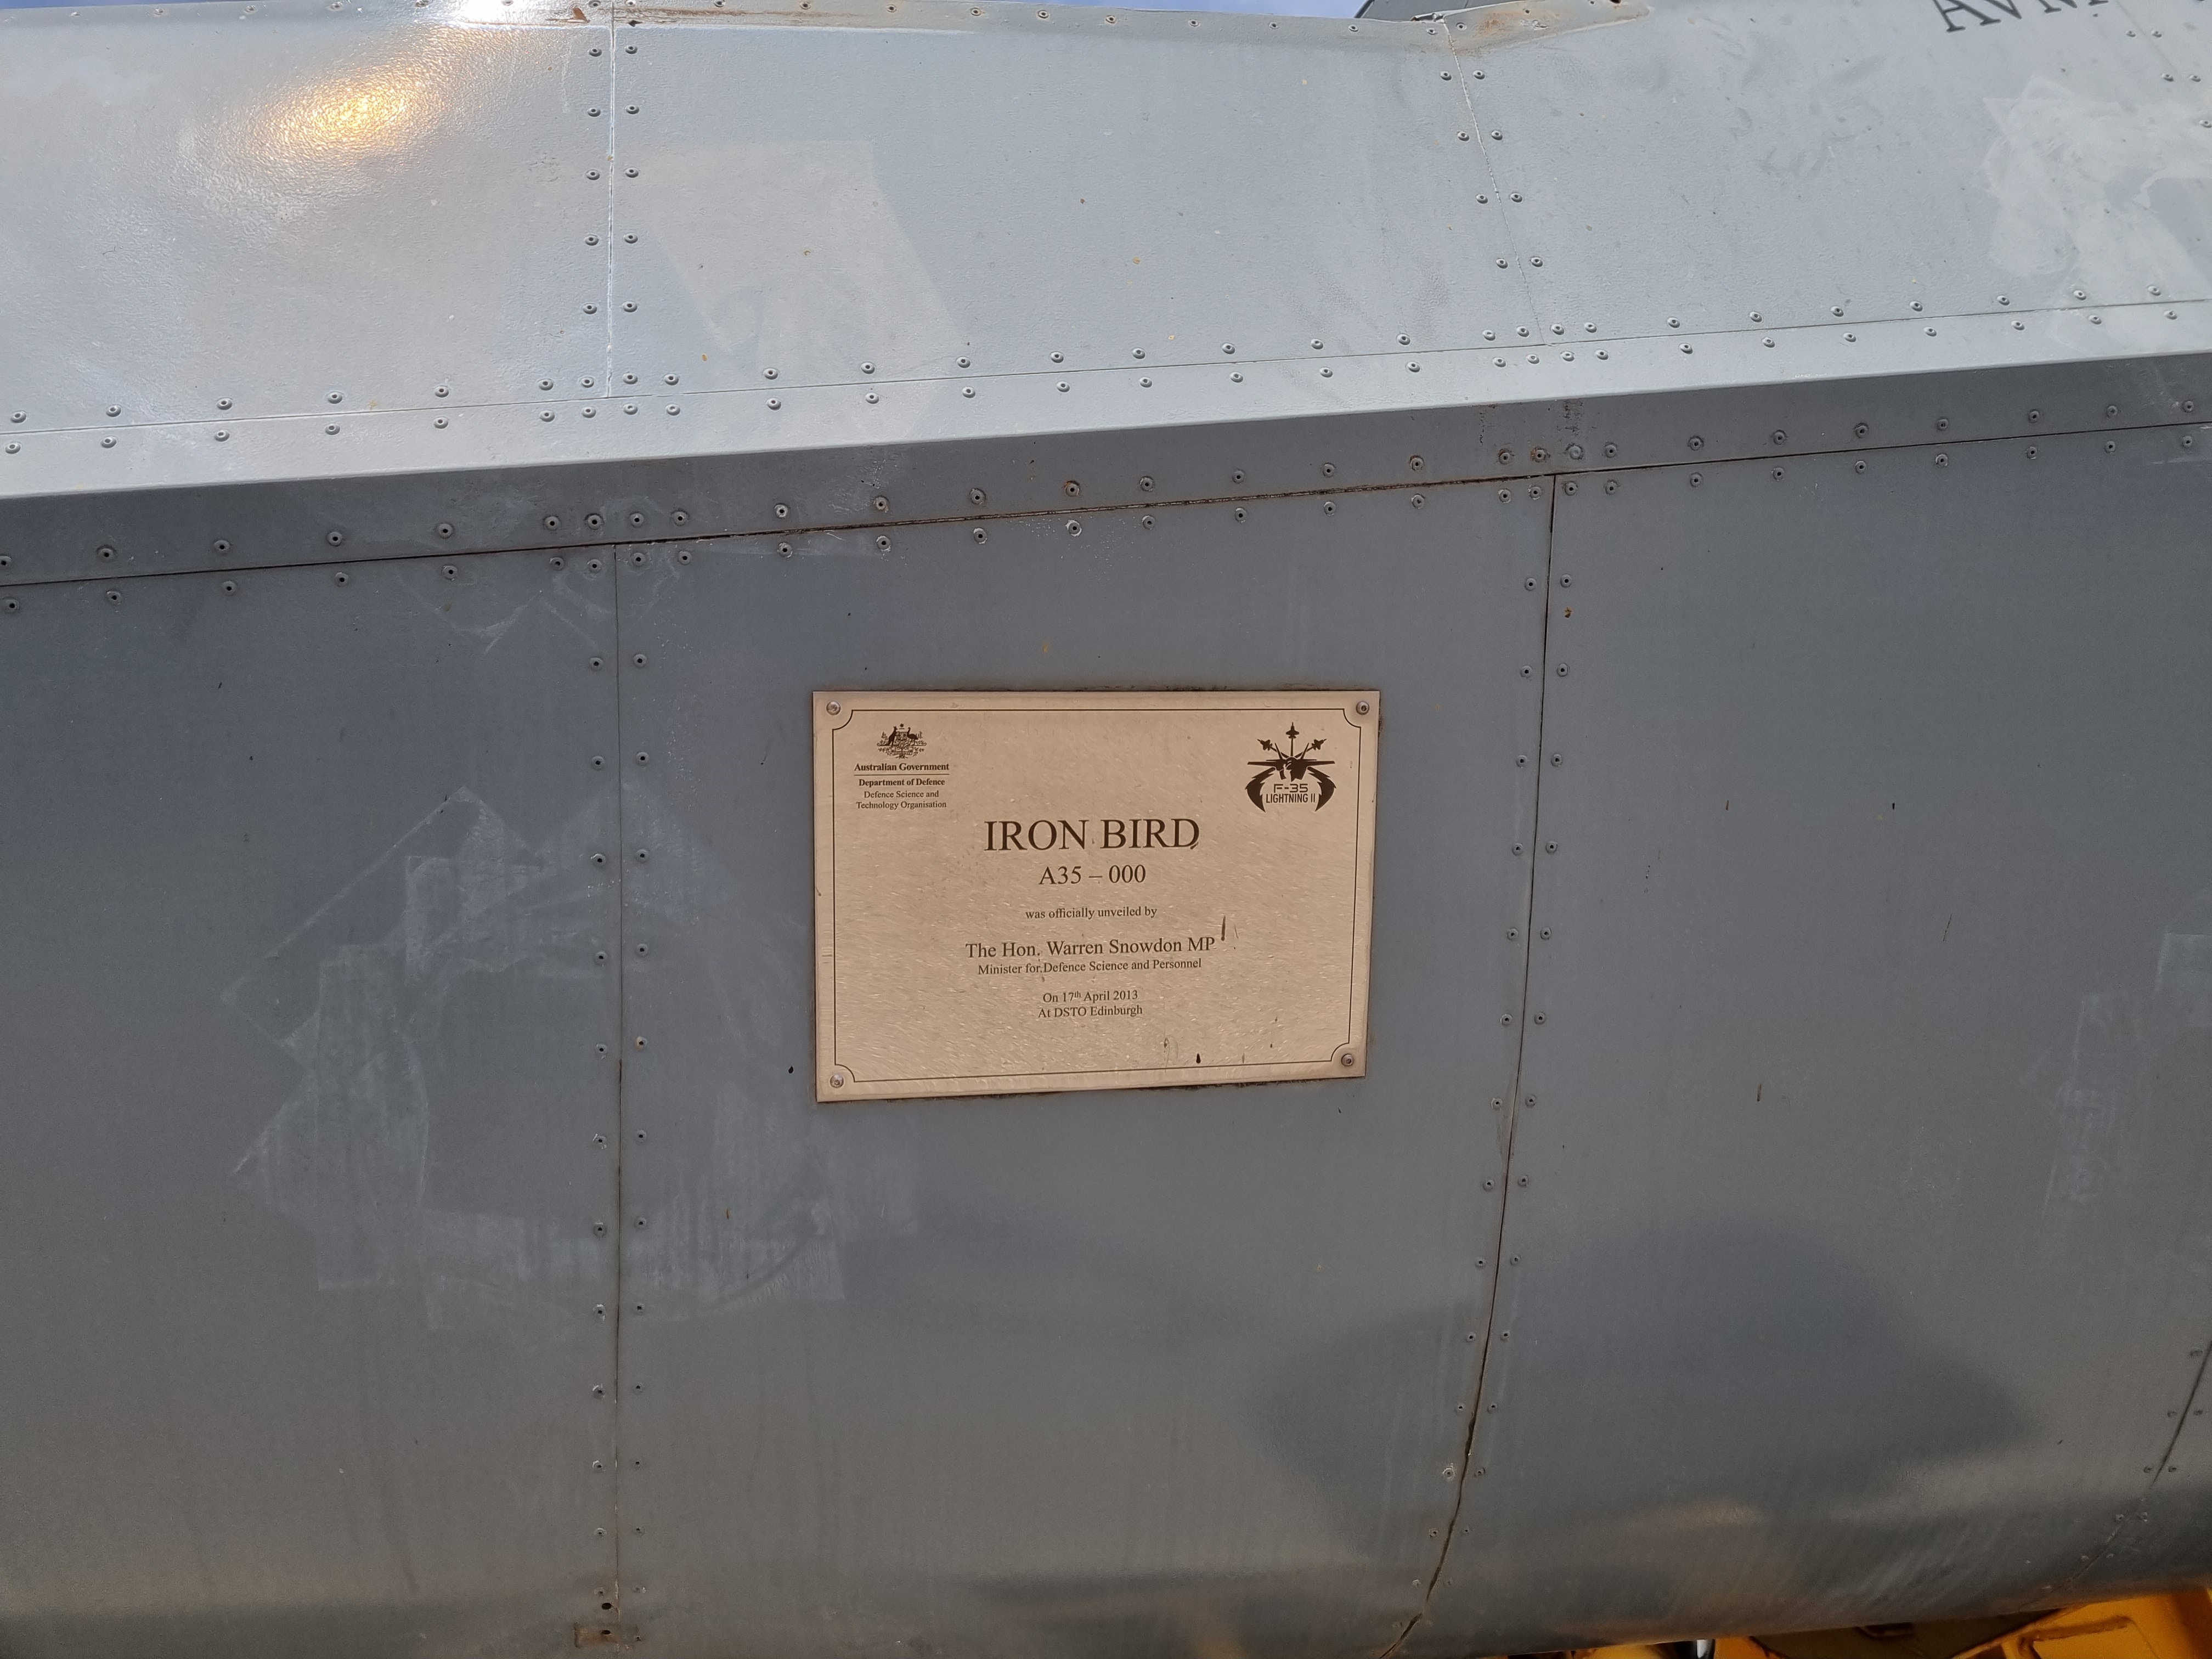 Australian Government
Department of Defence
Defence Science and
Technology Organisation
F-35
LIGHTNING II
IRON BIRD
A35 – 000
was officially unveiled by
The Hon. Warren Snowdon MP
Minister for Defence Science and Personnel
On 17th April 2013
At DSTO Edinburgh